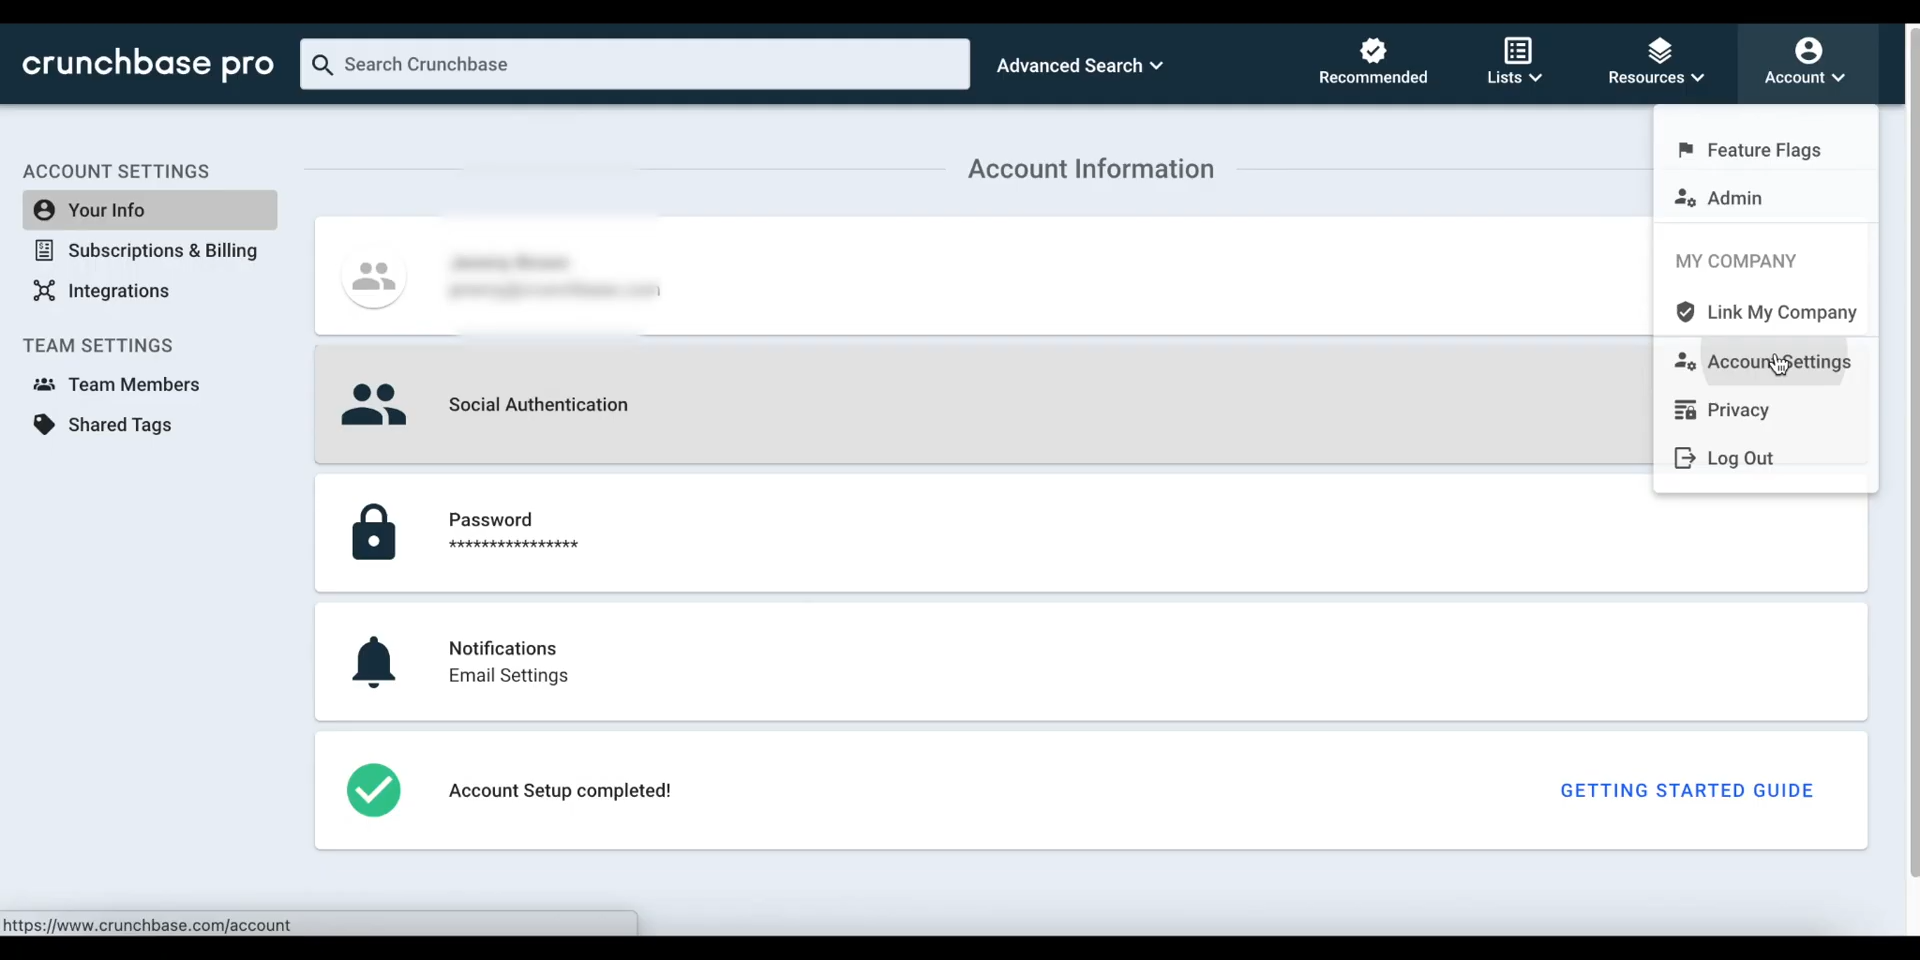 crunchbase pro
Search Crunchbase
Advanced Search
Recommended
Lists
Resources
Account
Feature Flags
Admin
MY COMPANY
Link My Company
Account Settings
Privacy
Log Out
ACCOUNT SETTINGS
Your Info
Subscriptions & Billing
Integrations
TEAM SETTINGS
Team Members
Shared Tags
Account Information
Social Authentication
Password
****************
Notifications
Email Settings
Account Setup completed!
GETTING STARTED GUIDE
https://www.crunchbase.com/account